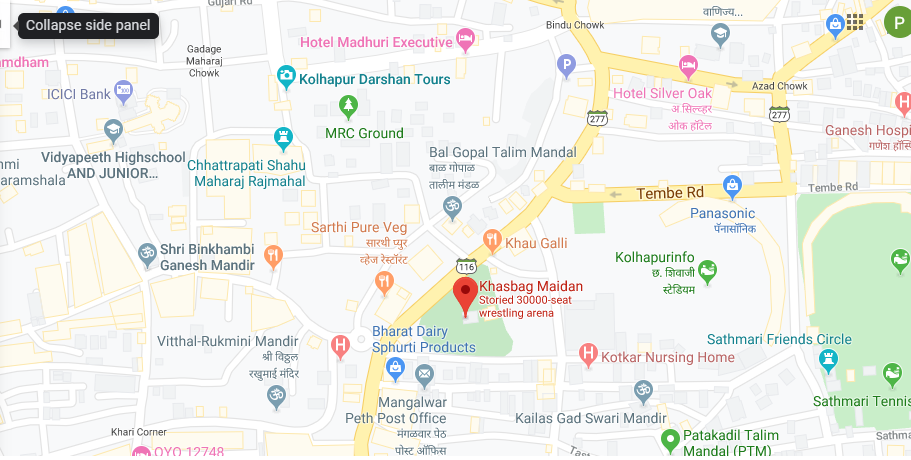 Gujari Rd
Collapse side panel
Bindu Chowk
वाणिज्य...
P
Gadage
Maharaj
Chowk
Hotel Madhuri Executive
amdham
Kolhapur Darshan Tours
P
ICICI Bank
Hotel Silver Oak
अ सिल्व्हर
ओक हॉटेल
Azad Chowk
H
277
277
MRC Ground
Ganesh Hospi
गणेश हॉस्पि
Vidyapeeth Highschool
AND JUNIOR...
Bal Gopal Talim Mandal
बाळ गोपाळ
तालीम मंडळ
Chhattrapati Shahu
Maharaj Rajmahal
hmi
aramshala
Tembe Rd
Tembe Rd
Panasonic
पॅनासॉनिक
Sarthi Pure Veg
सारथी प्युर
व्हेज रेस्टॉरंट
Khau Galli
Shri Binkhambi
Ganesh Mandir
Kolhapurinfo
छ. शिवाजी
स्टेडियम
116
Khasbag Maidan
Storied 30000-seat
wrestling arena
Bharat Dairy
Sphurti Products
Vitthal-Rukmini Mandir
श्री विठ्ठल
रखुमाई मंदिर
H
H
Kotkar Nursing Home
Sathmari Friends Circle
Mangalwar
Peth Post Office
मंगळवार पेठ
पोस्ट ऑफिस
Kailas Gad Swari Mandir
Sathmari Tennis
Khari Corner
OYO 12748
Patakadil Talim
Mandal (PTM)